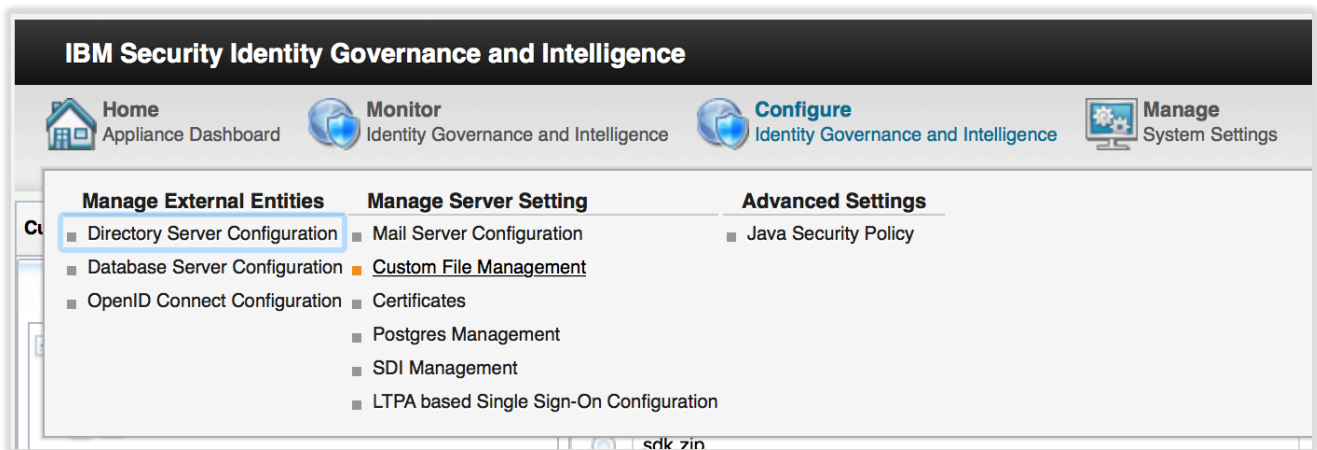 IBM Security Identity Governance and Intelligence
Home
Appliance Dashboard
Monitor
Identity Governance and Intelligence
Configure
Identity Governance and Intelligence
Manage
System Settings
Manage External Entities
Directory Server Configuration
Database Server Configuration
OpenID Connect Configuration
Manage Server Setting
Mail Server Configuration
Custom File Management
Certificates
Postgres Management
SDI Management
LTPA based Single Sign-On Configuration
Advanced Settings
Java Security Policy
sdk.zip